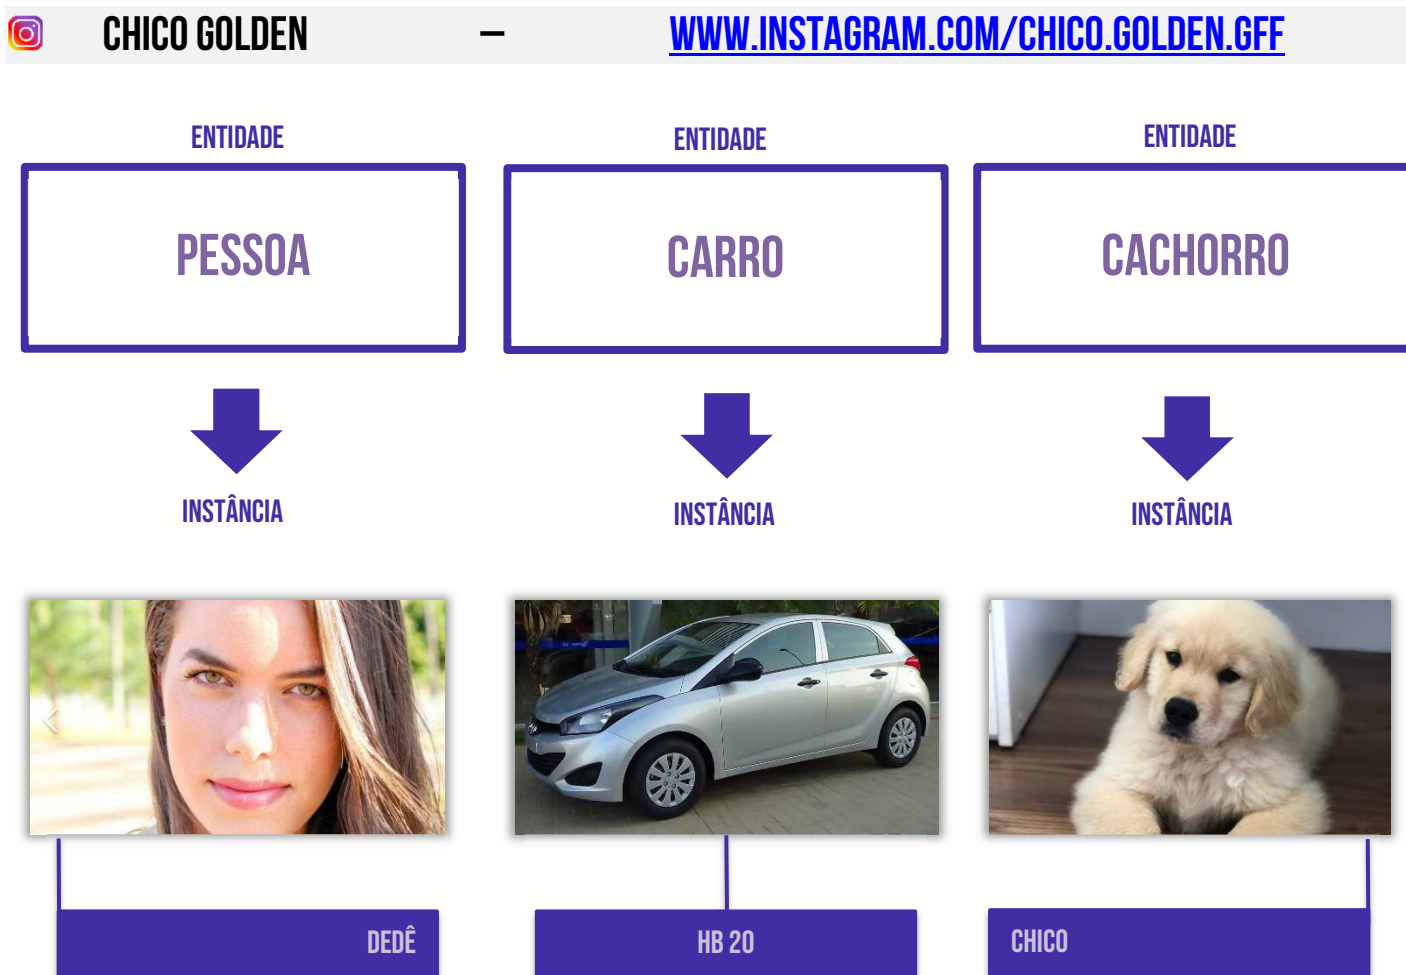 CHICO GOLDEN – WWW.INSTAGRAM.COM/CHICO.GOLDEN.GFF
ENTIDADE ENTIDADE ENTIDADE
PESSOA CARRO CACHORRO
INSTÂNCIA INSTÂNCIA INSTÂNCIA
DEDÊ HB 20 CHICO